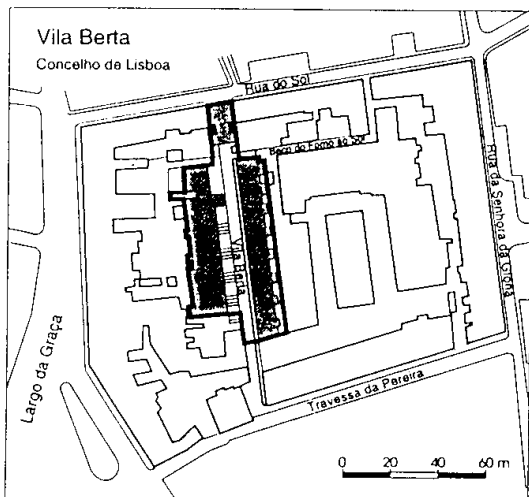 Vila Berta
Concelho de Lisboa
Rua do Sol
Beco do Forno ao Sol
Rua da Senhora da Glória
Vila Berta
Largo da Graça
Travessa da Pereira
0 20 40 60 m